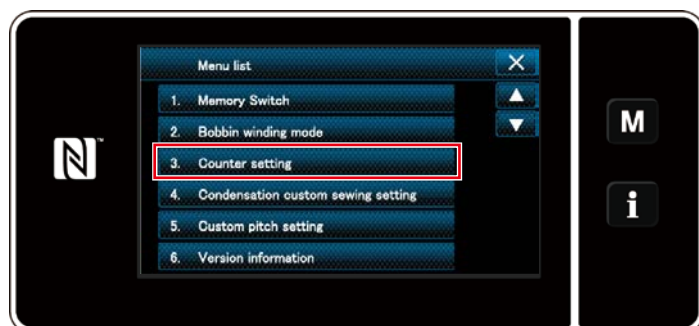 Menu list
1. Memory Switch
2. Bobbin winding mode
3. Counter setting
4. Condensation custom sewing setting
5. Custom pitch setting
6. Version information
M
i